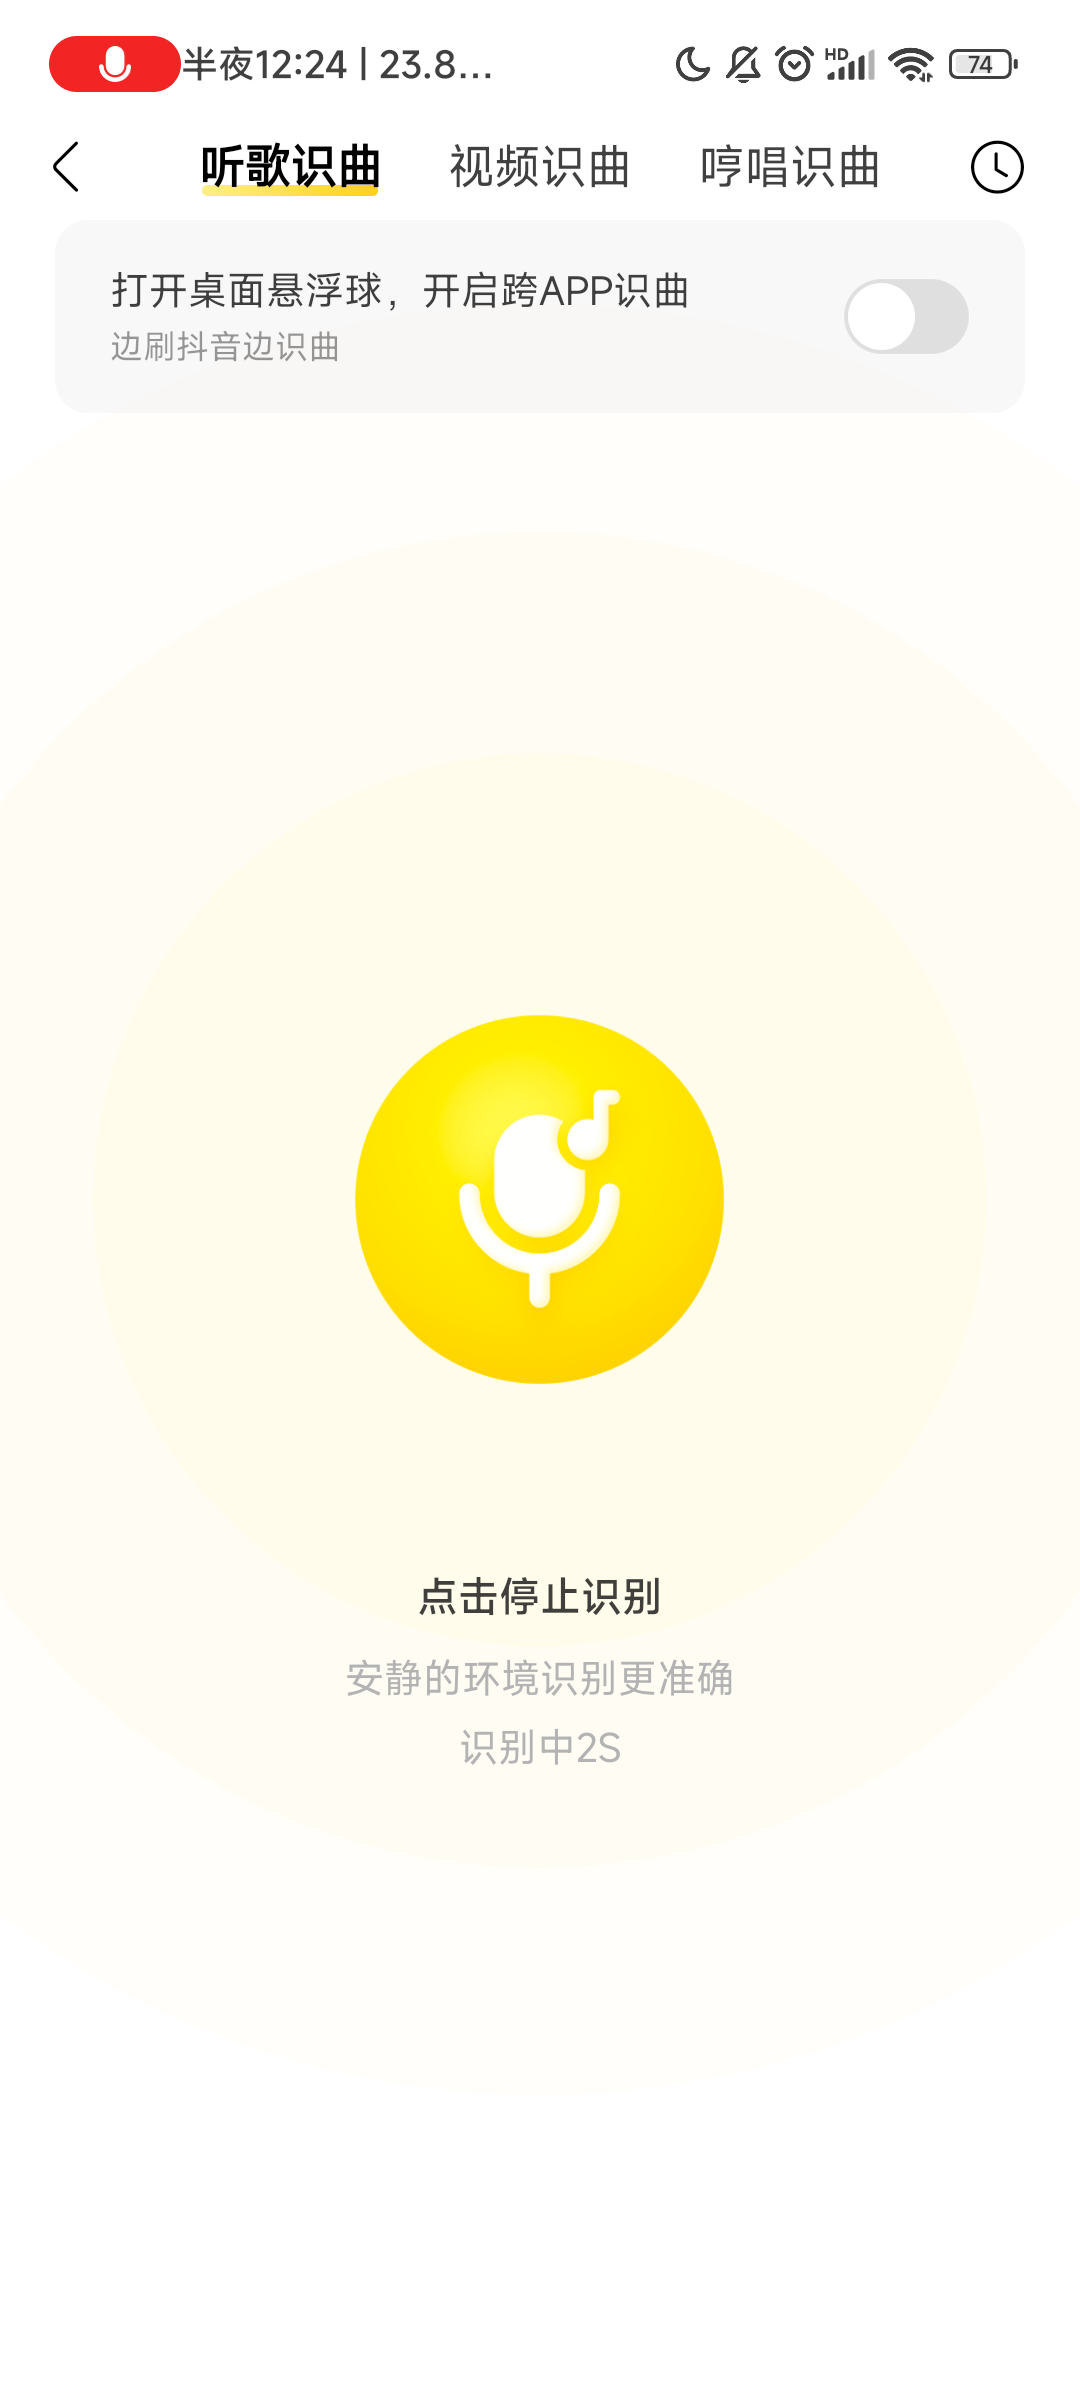 半夜12:24 | 23.8...
HD
74
听歌识曲 视频识曲 哼唱识曲
打开桌面悬浮球，开启跨APP识曲
边刷抖音边识曲
点击停止识别
安静的环境识别更准确
识别中2S